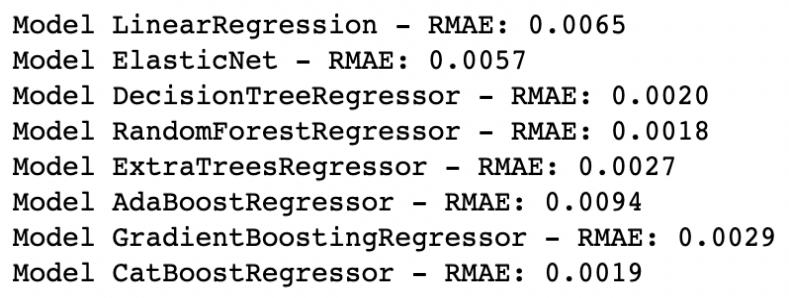 Model LinearRegression - RMAE: 0.0065
Model ElasticNet - RMAE: 0.0057
Model DecisionTreeRegressor - RMAE: 0.0020
Model RandomForestRegressor - RMAE: 0.0018
Model ExtraTreesRegressor - RMAE: 0.0027
Model AdaBoostRegressor - RMAE: 0.0094
Model GradientBoostingRegressor - RMAE: 0.0029
Model CatBoostRegressor - RMAE: 0.0019